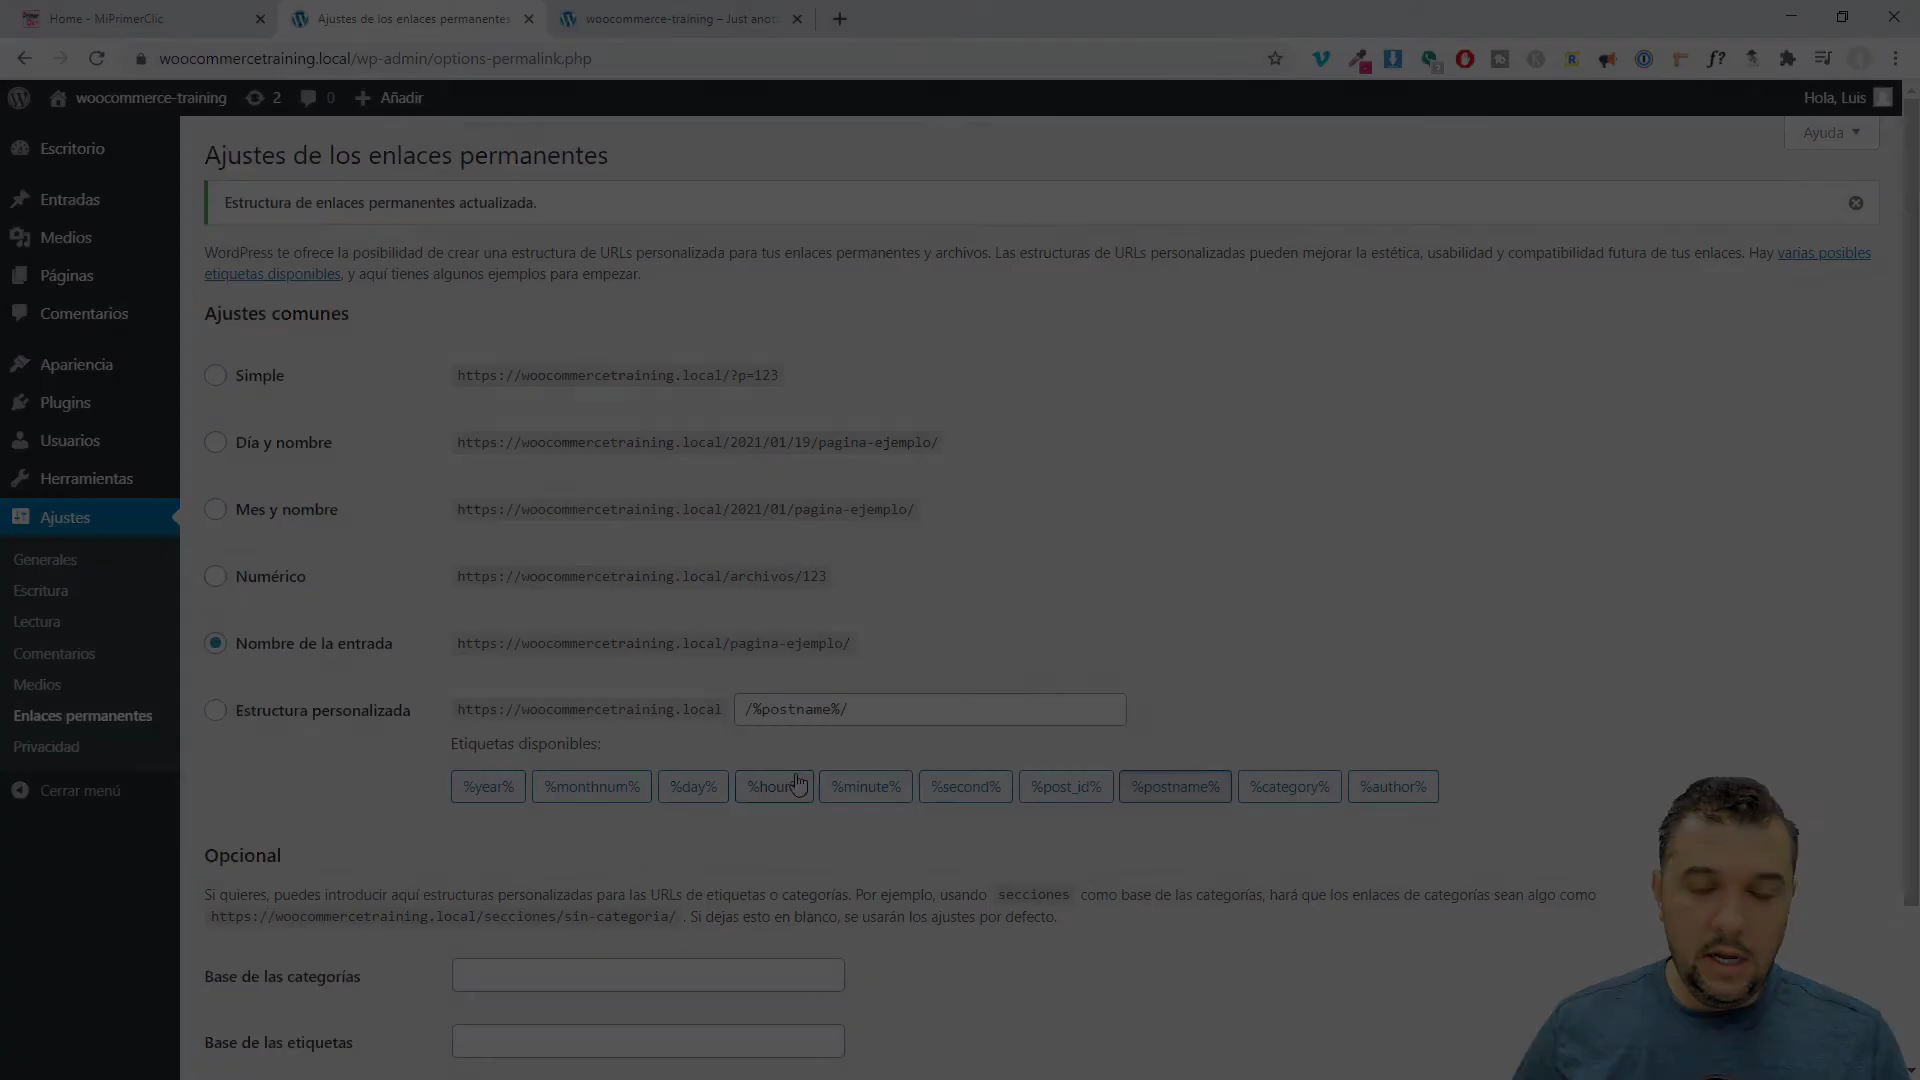 Home - MiPrimerClic
Ajustes de los enlaces permanentes
woocommerce-training – Just anot
woocommercetraining.local/wp-admin/options-permalink.php
woocommerce-training 2 0 Añadir
Hola, Luis
Escritorio
Entradas
Medios
Páginas
Comentarios
Apariencia
Plugins
Usuarios
Herramientas
Ajustes
Generales
Escritura
Lectura
Comentarios
Medios
Enlaces permanentes
Privacidad
Cerrar menú
Ayuda
Ajustes de los enlaces permanentes
Estructura de enlaces permanentes actualizada.
WordPress te ofrece la posibilidad de crear una estructura de URLs personalizada para tus enlaces permanentes y archivos. Las estructuras de URLs personalizadas pueden mejorar la estética, usabilidad y compatibilidad futura de tus enlaces. Hay varias posibles
etiquetas disponibles, y aquí tienes algunos ejemplos para empezar.
Ajustes comunes
Simple https://woocommercetraining.local/?p=123
Día y nombre https://woocommercetraining.local/2021/01/19/pagina-ejemplo/
Mes y nombre https://woocommercetraining.local/2021/01/pagina-ejemplo/
Numérico https://woocommercetraining.local/archivos/123
Nombre de la entrada https://woocommercetraining.local/pagina-ejemplo/
Estructura personalizada https://woocommercetraining.local /%postname%/
Etiquetas disponibles:
%year% %monthnum% %day% %hour %minute% %second% %post_id% %postname% %category% %author%
Opcional
Si quieres, puedes introducir aquí estructuras personalizadas para las URLs de etiquetas o categorías. Por ejemplo, usando secciones como base de las categorías, hará que los enlaces de categorías sean algo como
https://woocommercetraining.local/secciones/sin-categoria/ . Si dejas esto en blanco, se usarán los ajustes por defecto.
Base de las categorías
Base de las etiquetas